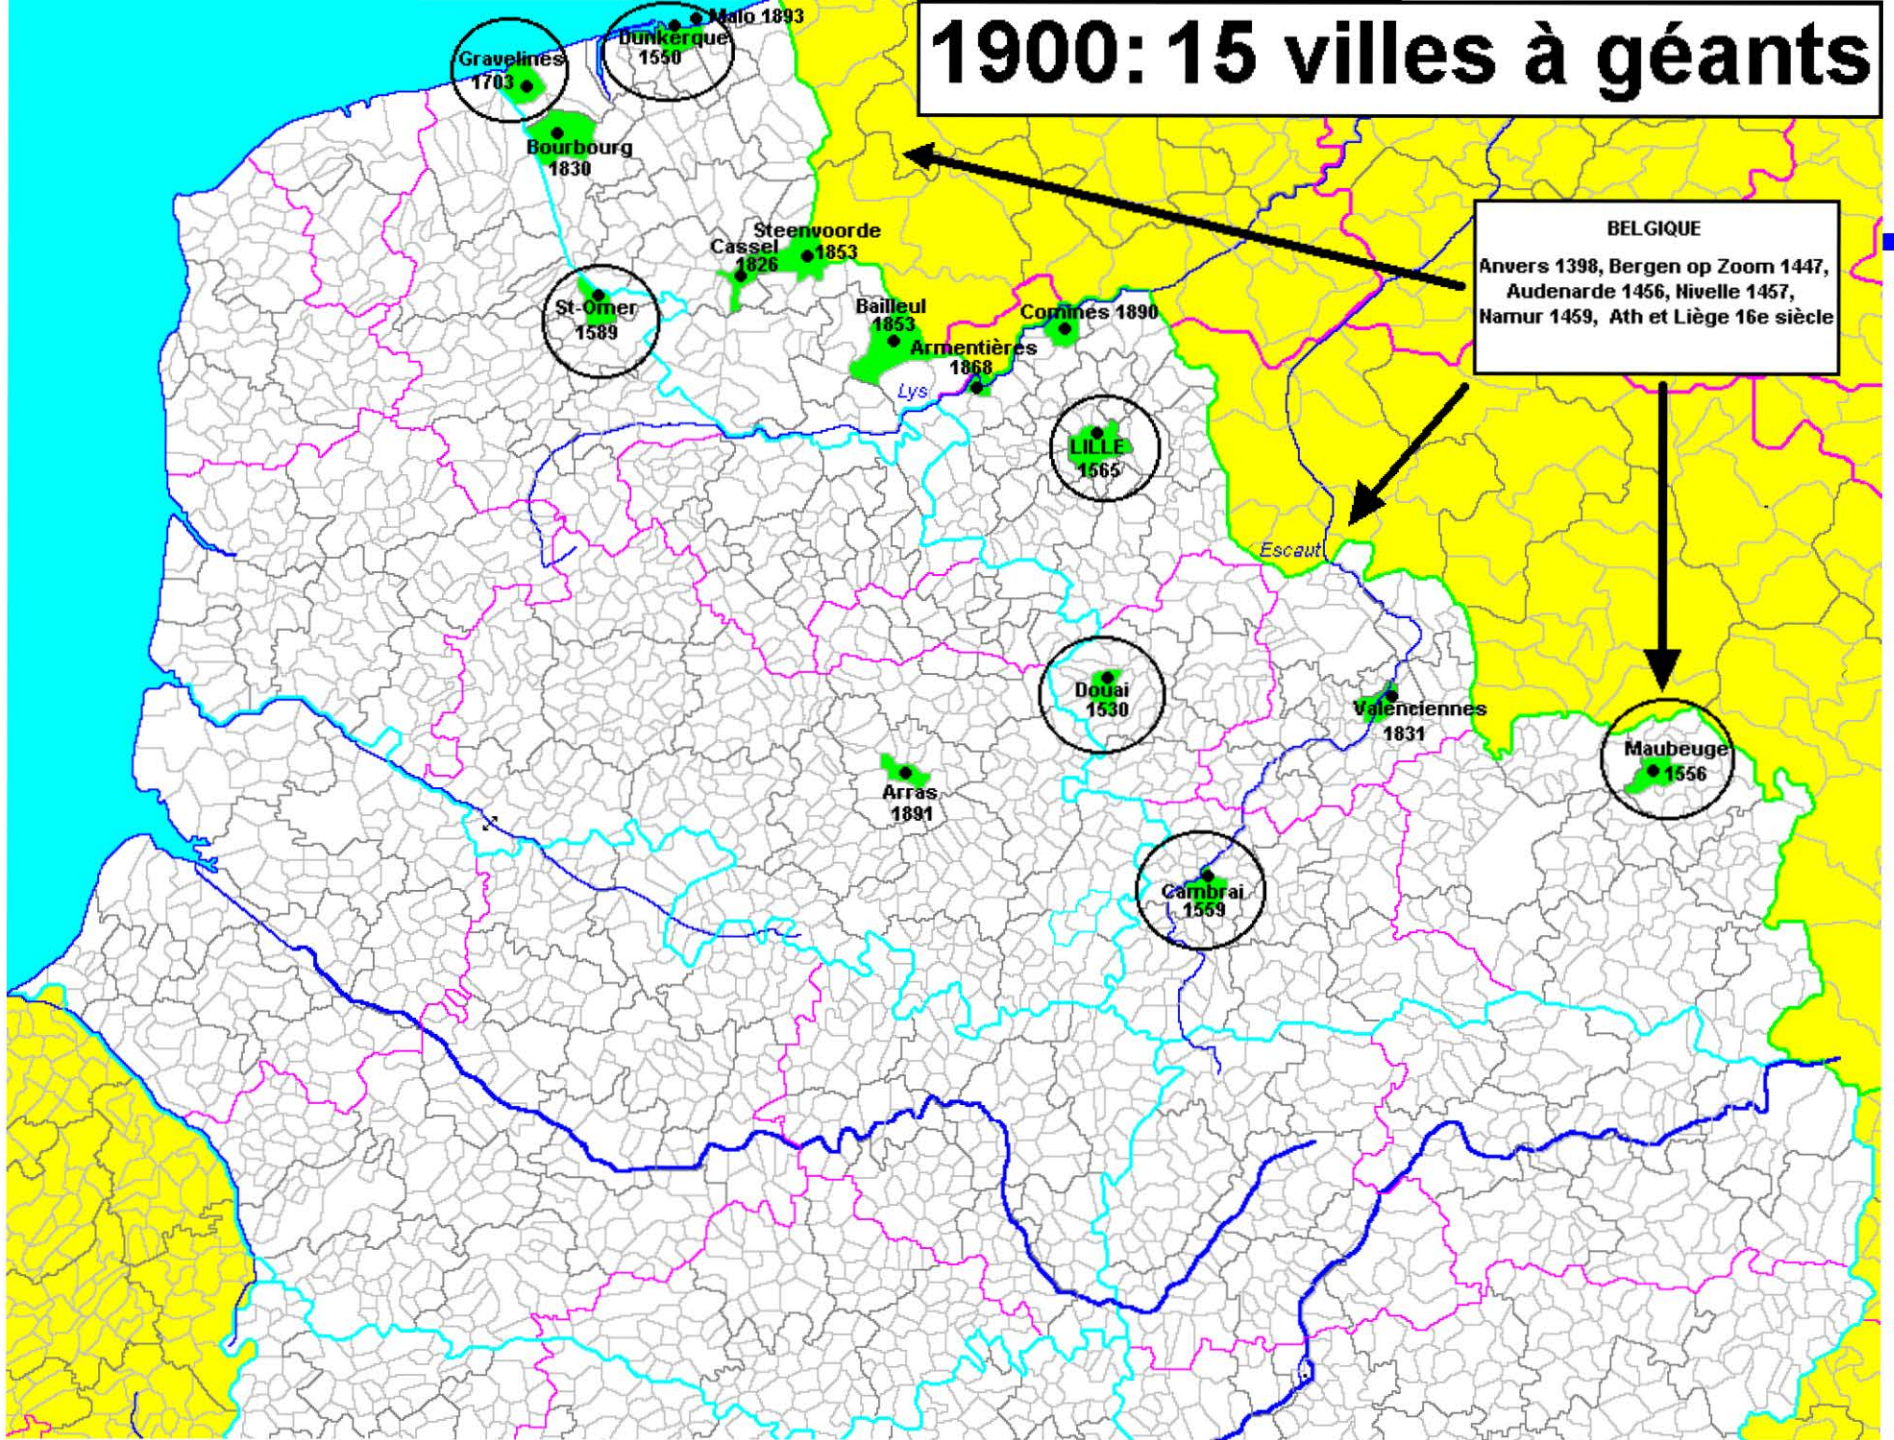 1900: 15 villes à géants
Malo 1893
Dunkerque
1550
Gravelines
1703
Bourbourg
1830
Steenvoorde
1853
Cassel
1826
St-Omer
1589
Bailleul
1853
Comines 1890
Armentières
1868
Lys
LILLE
1565
BELGIQUE
Anvers 1398, Bergen op Zoom 1447,
Audenarde 1456, Nivelle 1457,
Namur 1459, Ath et Liège 16e siècle
Escaut
Douai
1530
Valenciennes
1831
Maubeuge
1556
Arras
1891
Cambrai
1559